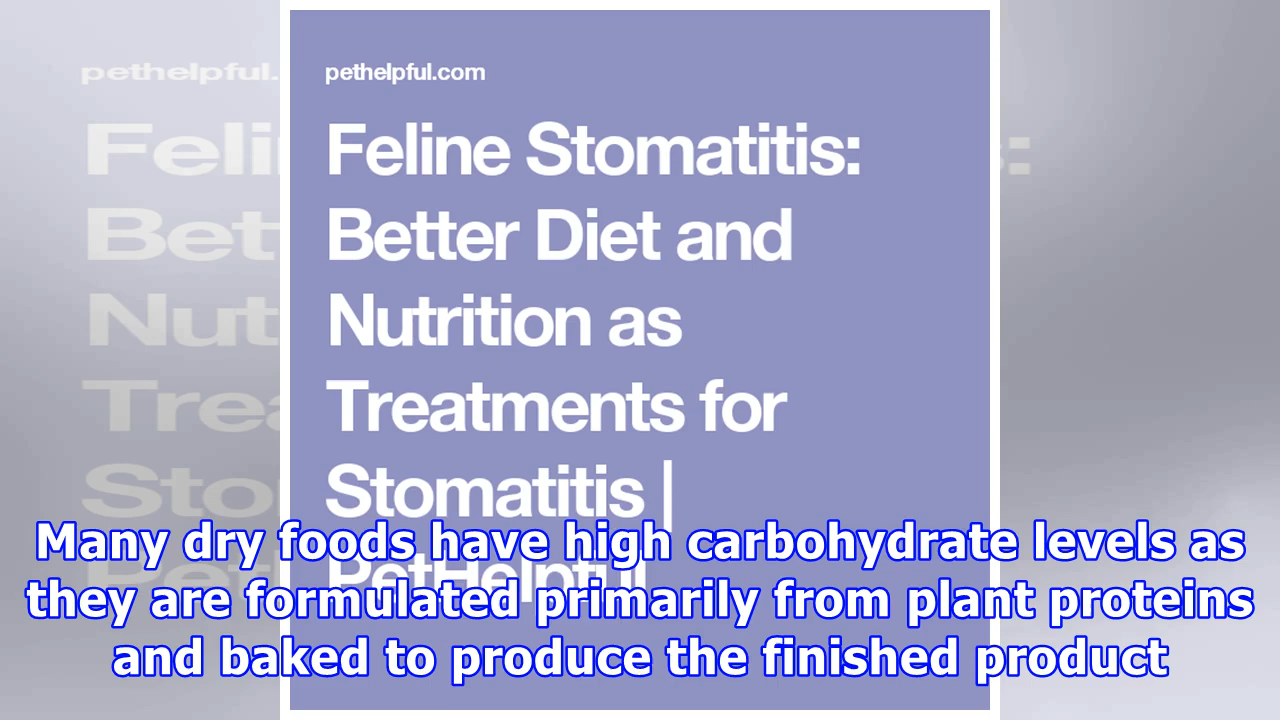 pethelpful.com
Feline Stomatitis:
Better Diet and
Nutrition as
Treatments for
Stomatitis |
PetHelpful
Many dry foods have high carbohydrate levels as
they are formulated primarily from plant proteins
and baked to produce the finished product